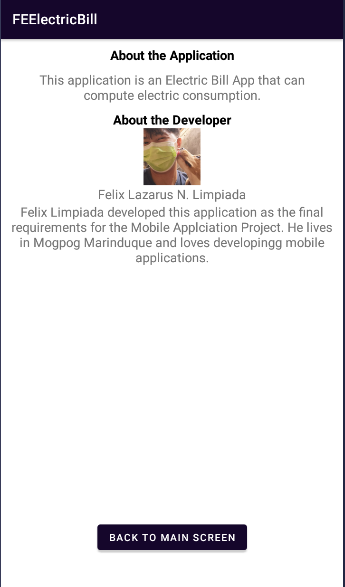 FEElectricBill
About the Application
This application is an Electric Bill App that can
compute electric consumption.
About the Developer
Felix Lazarus N. Limpiada
Felix Limpiada developed this application as the final
requirements for the Mobile Applciation Project. He lives
in Mogpog Marinduque and loves developingg mobile
applications.
BACK TO MAIN SCREEN